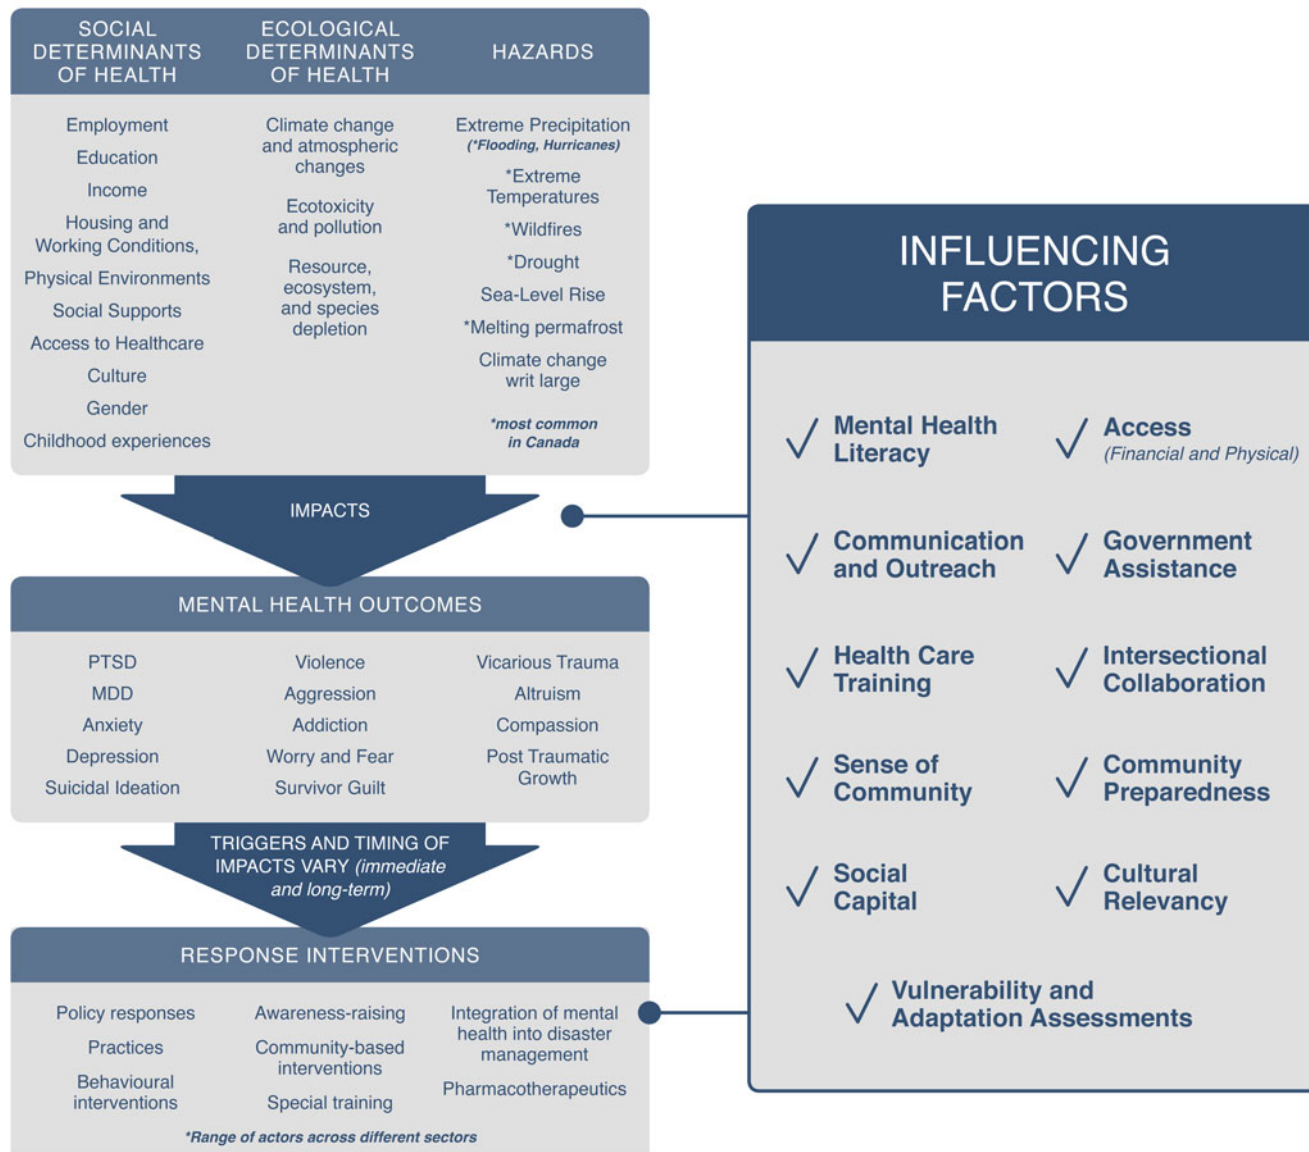 SOCIAL
DETERMINANTS
OF HEALTH
ECOLOGICAL
DETERMINANTS
OF HEALTH
HAZARDS
Employment
Education
Income
Housing and
Working Conditions,
Physical Environments
Social Supports
Access to Healthcare
Culture
Gender
Childhood experiences
Climate change
and atmospheric
changes
Ecotoxicity
and pollution
Resource,
ecosystem,
and species
depletion
Extreme Precipitation
(*Flooding, Hurricanes)
*Extreme
Temperatures
*Wildfires
*Drought
Sea-Level Rise
*Melting permafrost
Climate change
writ large
*most common
in Canada
IMPACTS
MENTAL HEALTH OUTCOMES
PTSD
MDD
Anxiety
Depression
Suicidal Ideation
Violence
Aggression
Addiction
Worry and Fear
Survivor Guilt
Vicarious Trauma
Altruism
Compassion
Post Traumatic
Growth
TRIGGERS AND TIMING OF
IMPACTS VARY (immediate
and long-term)
RESPONSE INTERVENTIONS
Policy responses
Practices
Behavioural
interventions
Awareness-raising
Community-based
interventions
Special training
Integration of mental
health into disaster
management
Pharmacotherapeutics
*Range of actors across different sectors
INFLUENCING
FACTORS
Mental Health
Literacy
Access
(Financial and Physical)
Communication
and Outreach
Government
Assistance
Health Care
Training
Intersectional
Collaboration
Sense of
Community
Community
Preparedness
Social
Capital
Cultural
Relevancy
Vulnerability and
Adaptation Assessments